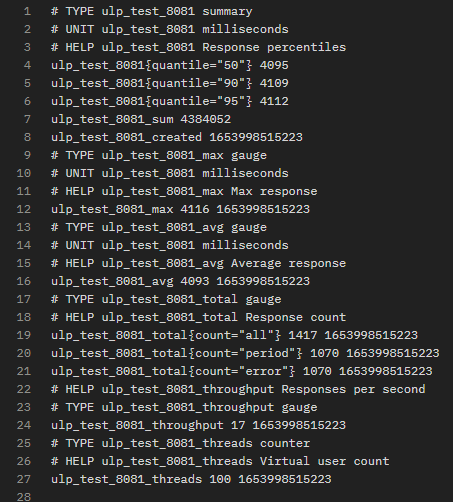 1 # TYPE ulp_test_8081 summary
2 # UNIT ulp_test_8081 milliseconds
3 # HELP ulp_test_8081 Response percentiles
4 ulp_test_8081{quantile="50"} 4095
5 ulp_test_8081{quantile="90"} 4109
6 ulp_test_8081{quantile="95"} 4112
7 ulp_test_8081_sum 4384052
8 ulp_test_8081_created 1653998515223
9 # TYPE ulp_test_8081_max gauge
10 # UNIT ulp_test_8081 milliseconds
11 # HELP ulp_test_8081_max Max response
12 ulp_test_8081_max 4116 1653998515223
13 # TYPE ulp_test_8081_avg gauge
14 # UNIT ulp_test_8081 milliseconds
15 # HELP ulp_test_8081_avg Average response
16 ulp_test_8081_avg 4093 1653998515223
17 # TYPE ulp_test_8081_total gauge
18 # HELP ulp_test_8081_total Response count
19 ulp_test_8081_total{count="all"} 1417 1653998515223
20 ulp_test_8081_total{count="period"} 1070 1653998515223
21 ulp_test_8081_total{count="error"} 1070 1653998515223
22 # HELP ulp_test_8081_throughput Responses per second
23 # TYPE ulp_test_8081_throughput gauge
24 ulp_test_8081_throughput 17 1653998515223
25 # TYPE ulp_test_8081_threads counter
26 # HELP ulp_test_8081_threads Virtual user count
27 ulp_test_8081_threads 100 1653998515223
28